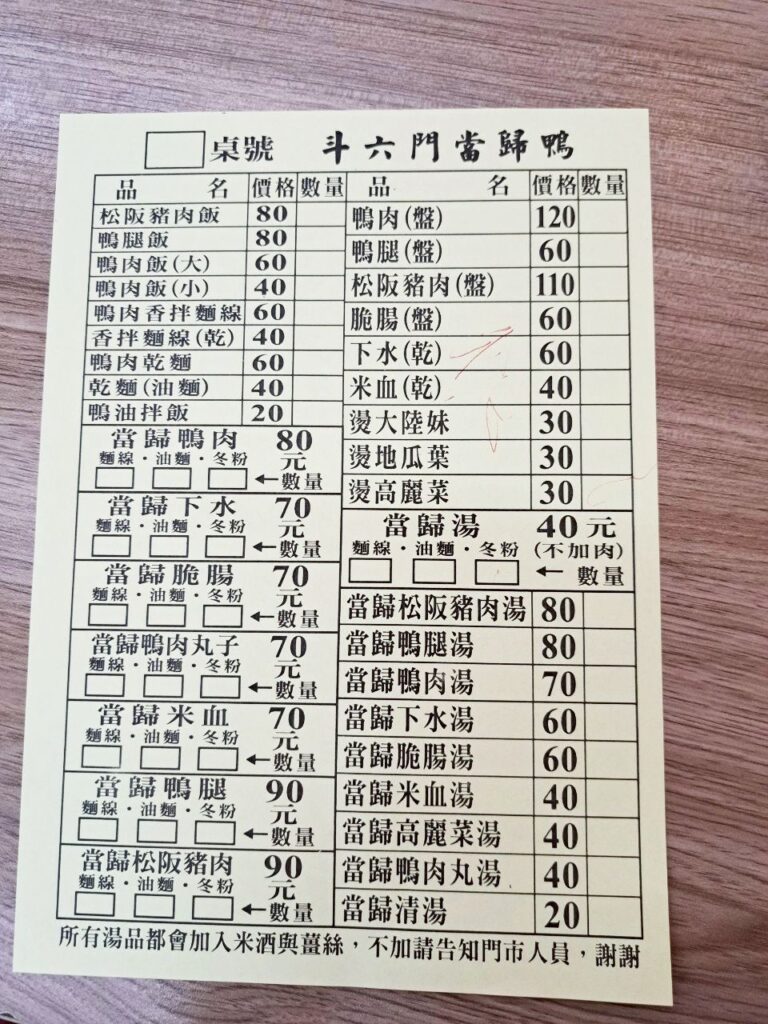 桌號 斗六門當歸鴨
品名 價格 數量
松阪豬肉飯 80
鴨腿飯 80
鴨肉飯(大) 60
鴨肉飯(小) 40
鴨肉香拌麵線 60
香拌麵線(乾) 40
鴨肉乾麵 60
乾麵(油麵) 40
鴨油拌飯 20
當歸鴨肉 80元
麵線・油麵・冬粉
←數量
當歸下水 70元
麵線・油麵・冬粉
←數量
當歸脆腸 70元
麵線・油麵・冬粉
←數量
當歸鴨肉丸子 70元
麵線・油麵・冬粉
←數量
當歸米血 70元
麵線・油麵・冬粉
←數量
當歸鴨腿 90元
麵線・油麵・冬粉
←數量
當歸松阪豬肉 90元
麵線・油麵・冬粉
←數量
品名 價格 數量
鴨肉(盤) 120
鴨腿(盤) 60
松阪豬肉(盤) 110
脆腸(盤) 60
下水(乾) 60
米血(乾) 40
燙大陸妹 30
燙地瓜葉 30
燙高麗菜 30
當歸湯 40元
麵線・油麵・冬粉 (不加肉)
← 數量
當歸松阪豬肉湯 80
當歸鴨腿湯 80
當歸鴨肉湯 70
當歸下水湯 60
當歸脆腸湯 60
當歸米血湯 40
當歸高麗菜湯 40
當歸鴨肉丸湯 40
當歸清湯 20
所有湯品都會加入米酒與薑絲，不加請告知門市人員，謝謝